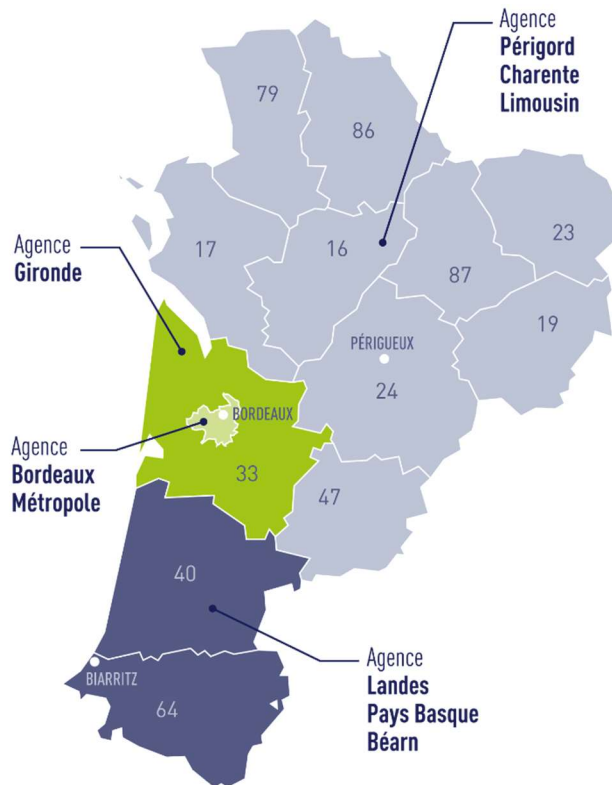 Agence
Périgord
Charente
Limousin
79
86
23
17
16
87
Agence
Gironde
19
PÉRIGUEUX
24
BORDEAUX
Agence
Bordeaux
Métropole
33
47
40
Agence
Landes
Pays Basque
Béarn
BIARRITZ
64